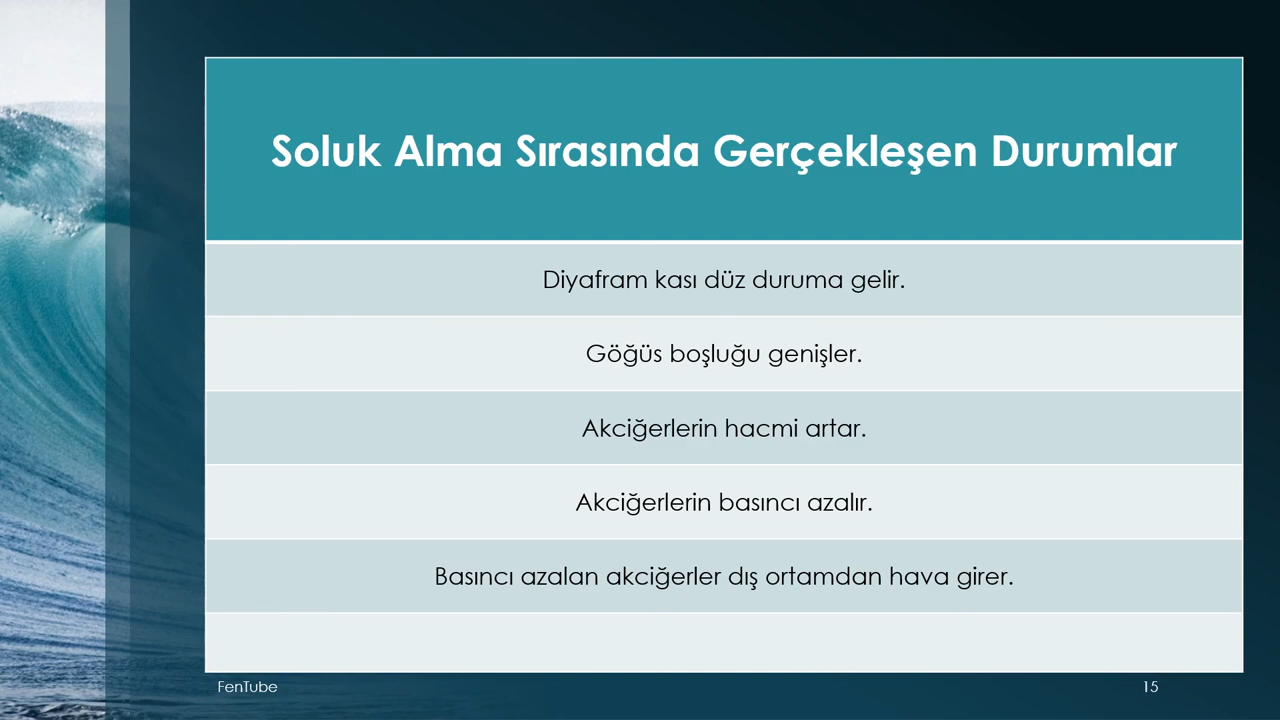 Soluk Alma Sırasında Gerçekleşen Durumlar
Diyafram kası düz duruma gelir.
Göğüs boşluğu genişler.
Akciğerlerin hacmi artar.
Akciğerlerin basıncı azalır.
Basıncı azalan akciğerler dış ortamdan hava girer.
FenTube
15